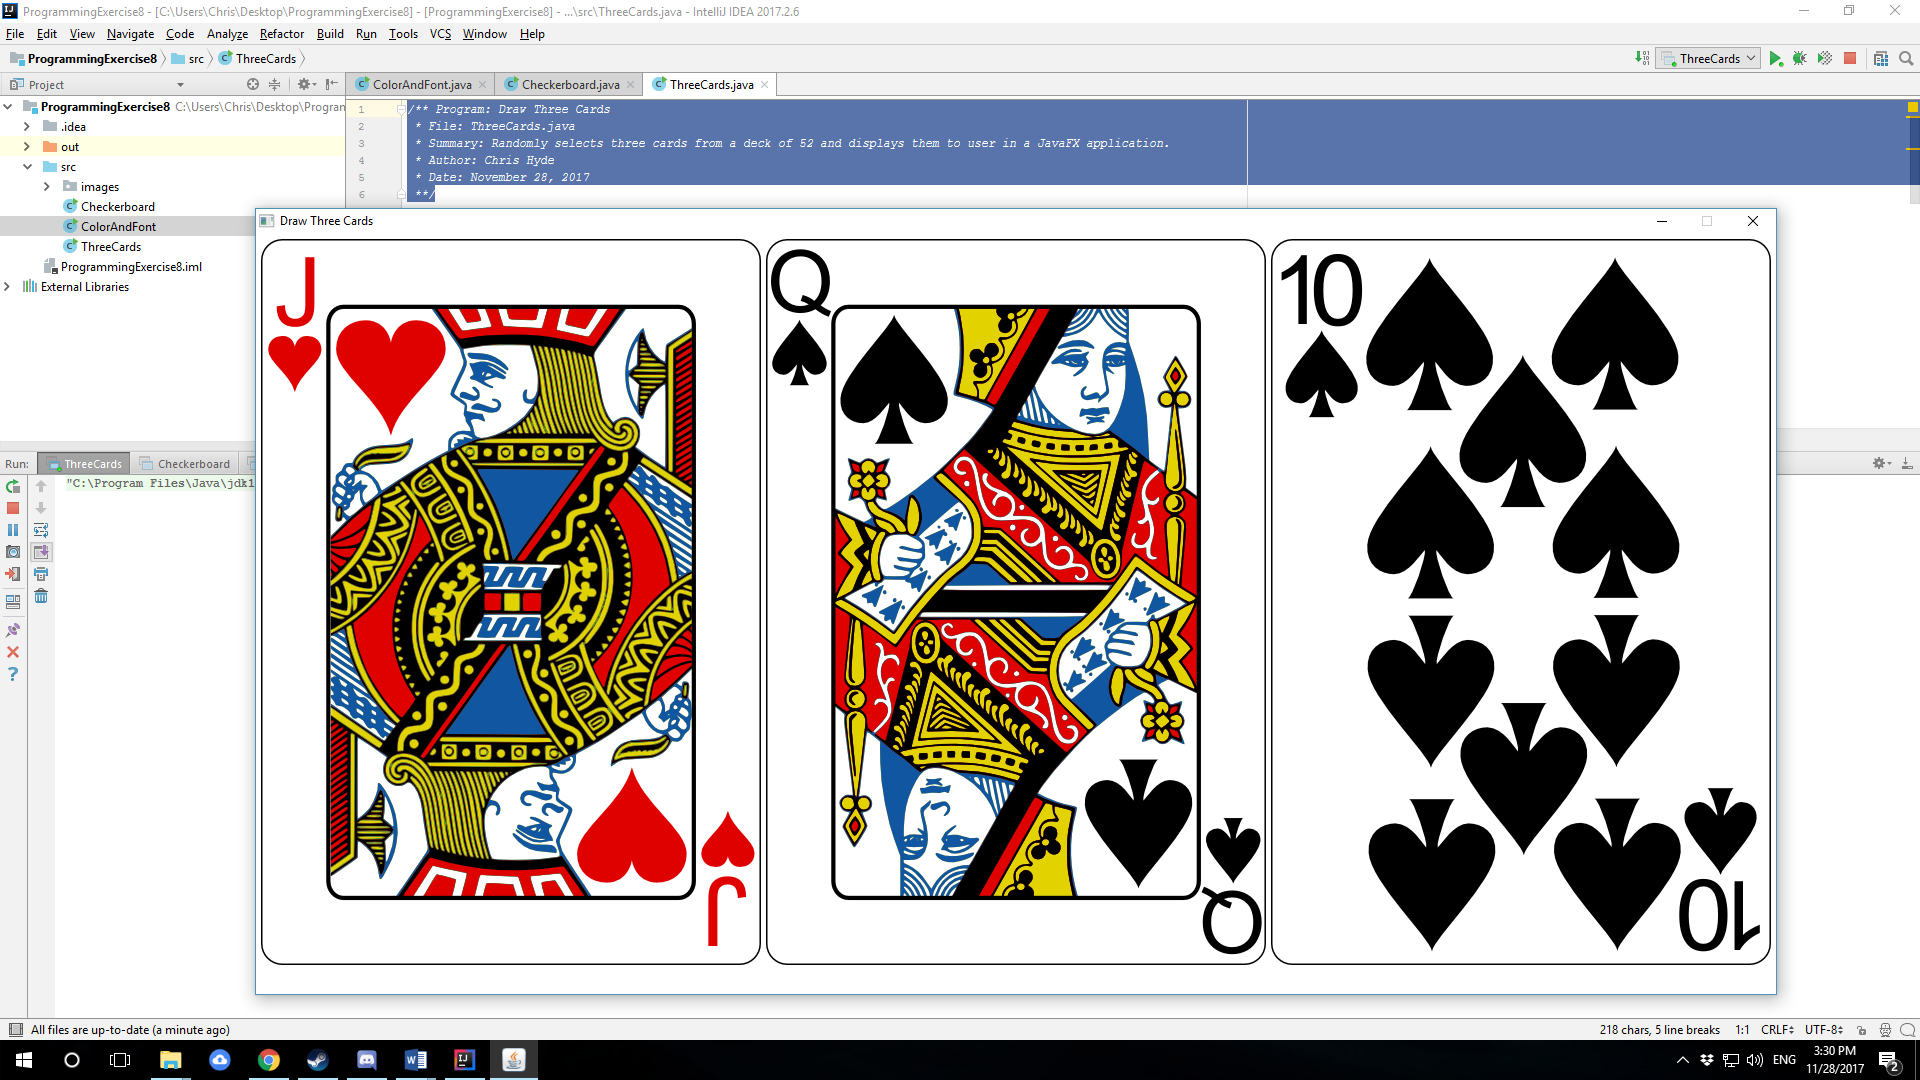 ProgrammingExercise8 - [C:\Users\Chris\Desktop\ProgrammingExercise8] - [ProgrammingExercise8] - ...\src\ThreeCards.java - IntelliJ IDEA 2017.2.6
File Edit View Navigate Code Analyze Refactor Build Run Tools VCS Window Help
ProgrammingExercise8 src ThreeCards
ThreeCards
Project
ColorAndFont.java Checkerboard.java ThreeCards.java
ProgrammingExercise8 C:\Users\Chris\Desktop\Program
.idea
out
src
images
Checkerboard
ColorAndFont
ThreeCards
ProgrammingExercise8.iml
External Libraries
1 /** Program: Draw Three Cards
2 * File: ThreeCards.java
3 * Summary: Randomly selects three cards from a deck of 52 and displays them to user in a JavaFX application.
4 * Author: Chris Hyde
5 * Date: November 28, 2017
6 **/
Draw Three Cards
J Q 10
J Q 10
Run: ThreeCards Checkerboard
"C:\Program Files\Java\jdk1
All files are up-to-date (a minute ago)
218 chars, 5 line breaks 1:1 CRLF UTF-8
ENG
3:30 PM
11/28/2017
2